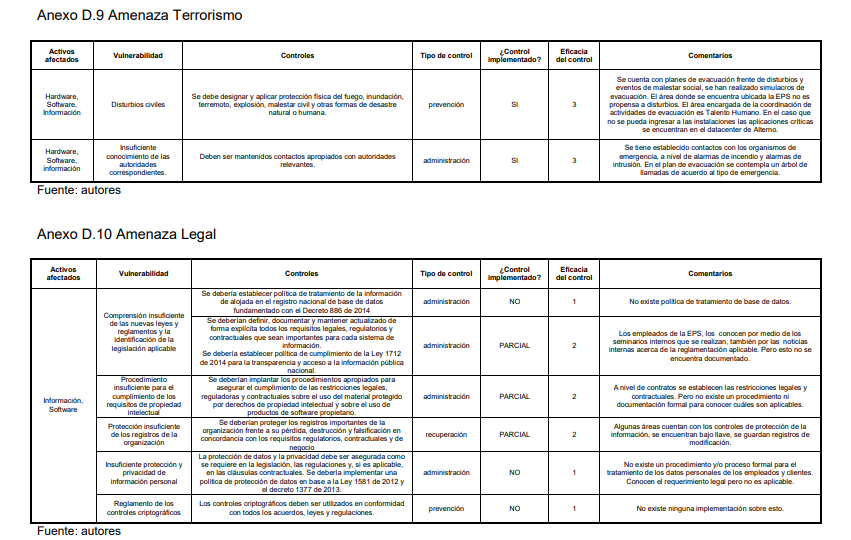 Anexo D.9 Amenaza Terrorismo
Activos
afectados
Vulnerabilidad
Controles
Tipo de control
¿Control
implementado?
Eficacia
del control
Comentarios
Hardware,
Software,
Información
Disturbios civiles
Se debe designar y aplicar protección física del fuego, inundación,
terremoto, explosión, malestar civil y otras formas de desastre
natural o humana.
prevención
SI
3
Se cuenta con planes de evacuación frente de disturbios y
eventos de malestar social, se han realizado simulacros de
evacuación. El área donde se encuentra ubicada la EPS no es
propensa a disturbios. El área encargada de la coordinación de
actividades de evacuación es Talento Humano. En el caso que
no se pueda ingresar a las instalaciones las aplicaciones críticas
se encuentran en el datacenter de Alterno.
Hardware,
Software,
información
Insuficiente
conocimiento de las
autoridades
correspondientes.
Deben ser mantenidos contactos apropiados con autoridades
relevantes.
administración
SI
3
Se tiene establecido contactos con los organismos de
emergencia, a nivel de alarmas de incendio y alarmas de
intrusión. En el plan de evacuación se contempla un árbol de
llamadas de acuerdo al tipo de emergencia.
Fuente: autores
Anexo D.10 Amenaza Legal
Activos
afectados
Vulnerabilidad
Controles
Tipo de control
¿Control
implementado?
Eficacia
del control
Comentarios
Información,
Software
Comprensión insuficiente
de las nuevas leyes y
reglamentos y la
identificación de la
legislación aplicable
Se debería establecer política de tratamiento de la información
de alojada en el registro nacional de base de datos
fundamentado con el Decreto 886 de 2014
administración
NO
1
No existe política de tratamiento de base de datos.
Se deberían definir, documentar y mantener actualizado de
forma explícita todos los requisitos legales, regulatorios y
contractuales que sean importantes para cada sistema de
información.
Se debería establecer política de cumplimiento de la Ley 1712
de 2014 para la transparencia y acceso a la información pública
nacional.
administración
PARCIAL
2
Los empleados de la EPS, los conocen por medio de los
seminarios internos que se realizan, también por las noticias
internas acerca de la reglamentación aplicable. Pero esto no se
encuentra documentado.
Procedimiento
insuficiente para el
cumplimiento de los
requisitos de propiedad
intelectual
Se deberían implantar los procedimientos apropiados para
asegurar el cumplimiento de las restricciones legales,
reguladoras y contractuales sobre el uso del material protegido
por derechos de propiedad intelectual y sobre el uso de
productos de software propietario.
administración
PARCIAL
2
A nivel de contratos se establecen las restricciones legales y
contractuales. Pero no existe un procedimiento ni
documentación formal para conocer cuáles son aplicables.
Protección insuficiente
de los registros de la
organización
Se deberían proteger los registros importantes de la
organización frente a su pérdida, destrucción y falsificación en
concordancia con los requisitos regulatorios, contractuales y de
negocio
recuperación
PARCIAL
2
Algunas áreas cuentan con los controles de protección de la
información, se encuentran bajo llave, se guardan registros de
modificación.
Insuficiente protección y
privacidad de
información personal
La protección de datos y la privacidad debe ser asegurada como
se requiere en la legislación, las regulaciones y, si es aplicable,
en las cláusulas contractuales. Se debería implementar una
política de protección de datos en base a la Ley 1581 de 2012 y
el decreto 1377 de 2013.
administración
NO
1
No existe un procedimiento y/o proceso formal para el
tratamiento de los datos personales de los empleados y clientes.
Conocen el requerimiento legal pero no es aplicable.
Reglamento de los
controles criptográficos
Los controles criptográficos deben ser utilizados en conformidad
con todos los acuerdos, leyes y regulaciones.
prevención
NO
1
No existe ninguna implementación sobre esto.
Fuente: autores